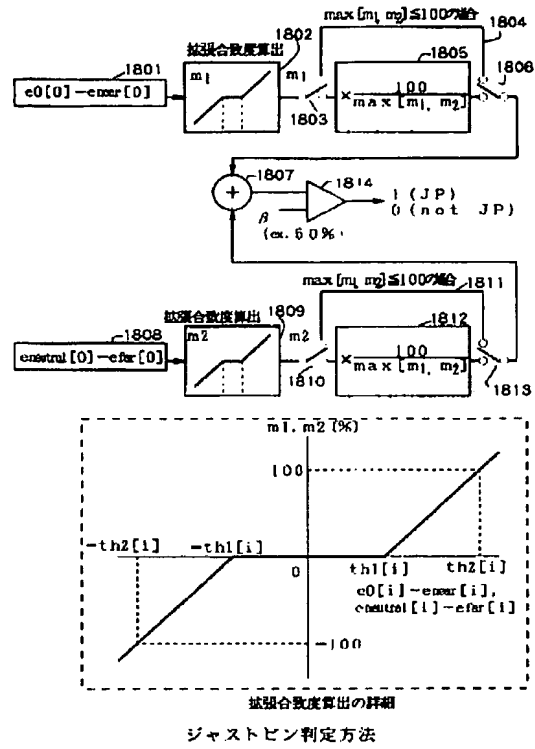 max[m1, m2]≦100の場合
1804
1802
拡張合致度算出
1805
1806
1801
m1
m1
e0[0]−enear[0]
× 100
max[m1, m2]
1803
1807
1814
+
1 (JP)
0 (not JP)
β
(ex. 60%)
max[m1, m2]≦100の場合
1811
1809
拡張合致度算出
1812
1808
m2
m2
eneutral[0]−efar[0]
× 100
max[m1, m2]
1810
1813
m1, m2 (%)
100
−th2[i]
−th1[i]
0
th1[i]
th2[i]
e0[i]−enear[i],
eneutral[i]−efar[i]
−100
拡張合致度算出の詳細
ジャストピン判定方法